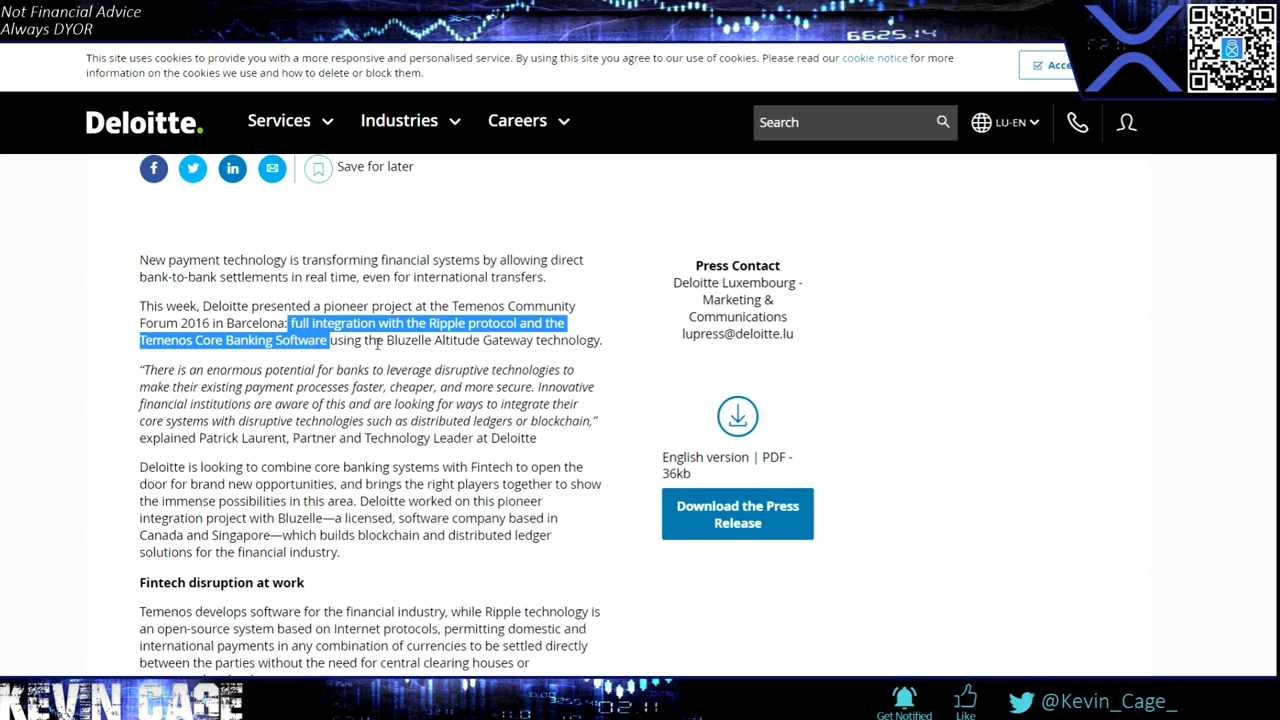 Not Financial Advice
Always DYOR
6625.14
This site uses cookies to provide you with a more responsive and personalised service. By using this site you agree to our use of cookies. Please read our cookie notice for more
information on the cookies we use and how to delete or block them.
Deloitte.
Services
Industries
Careers
Search
LU-EN
Save for later
New payment technology is transforming financial systems by allowing direct
bank-to-bank settlements in real time, even for international transfers.
This week, Deloitte presented a pioneer project at the Temenos Community
Forum 2016 in Barcelona: full integration with the Ripple protocol and the
Temenos Core Banking Software using the Bluzelle Altitude Gateway technology.
“There is an enormous potential for banks to leverage disruptive technologies to
make their existing payment processes faster, cheaper, and more secure. Innovative
financial institutions are aware of this and are looking for ways to integrate their
core systems with disruptive technologies such as distributed ledgers or blockchain,”
explained Patrick Laurent, Partner and Technology Leader at Deloitte
Deloitte is looking to combine core banking systems with Fintech to open the
door for brand new opportunities, and brings the right players together to show
the immense possibilities in this area. Deloitte worked on this pioneer
integration project with Bluzelle—a licensed, software company based in
Canada and Singapore—which builds blockchain and distributed ledger
solutions for the financial industry.
Fintech disruption at work
Temenos develops software for the financial industry, while Ripple technology is
an open-source system based on Internet protocols, permitting domestic and
international payments in any combination of currencies to be settled directly
between the parties without the need for central clearing houses or
Press Contact
Deloitte Luxembourg -
Marketing &
Communications
lupress@deloitte.lu
English version | PDF -
36kb
Download the Press
Release
KEVIN CAGE
Get Notified
Like
@Kevin_Cage_